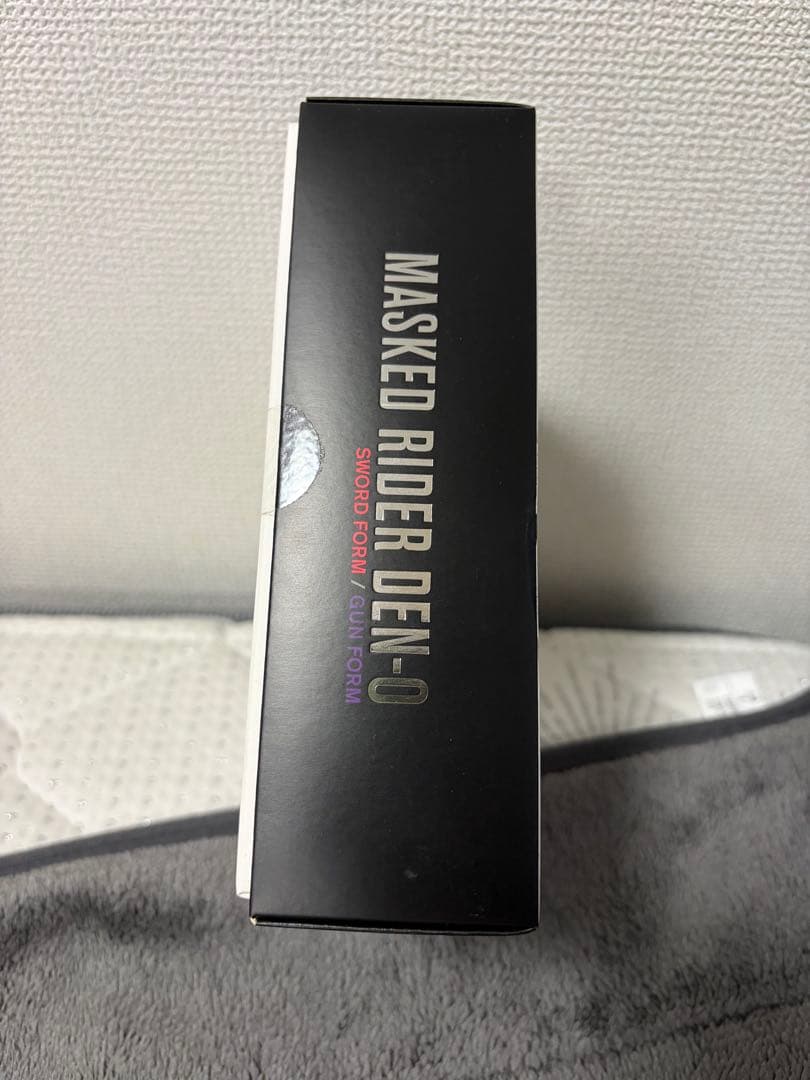 MASKED RIDER DEN-O
SWORD FORM / GUN FORM